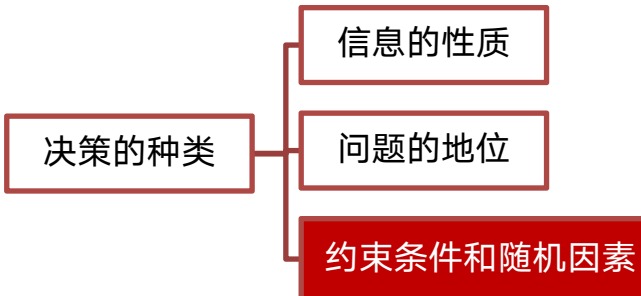 信息的性质
决策的种类
问题的地位
约束条件和随机因素